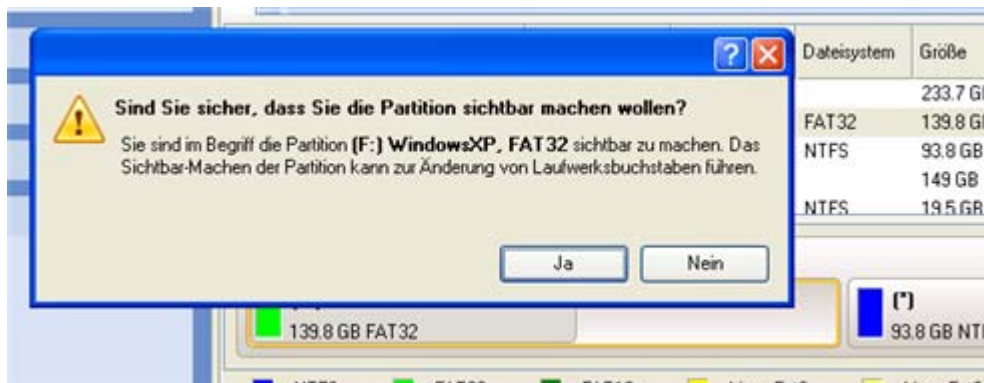 Dateisystem Größe
233.7 GB
Sind Sie sicher, dass Sie die Partition sichtbar machen wollen?
FAT32 139.8 GB
Sie sind im Begriff die Partition (F:) WindowsXP, FAT32 sichtbar zu machen. Das
NTFS 93.8 GB
Sichtbar-Machen der Partition kann zur Änderung von Laufwerksbuchstaben führen.
149 GB
NTFS 19.5 GB
Ja Nein
(*)
139.8 GB FAT32
93.8 GB NTF